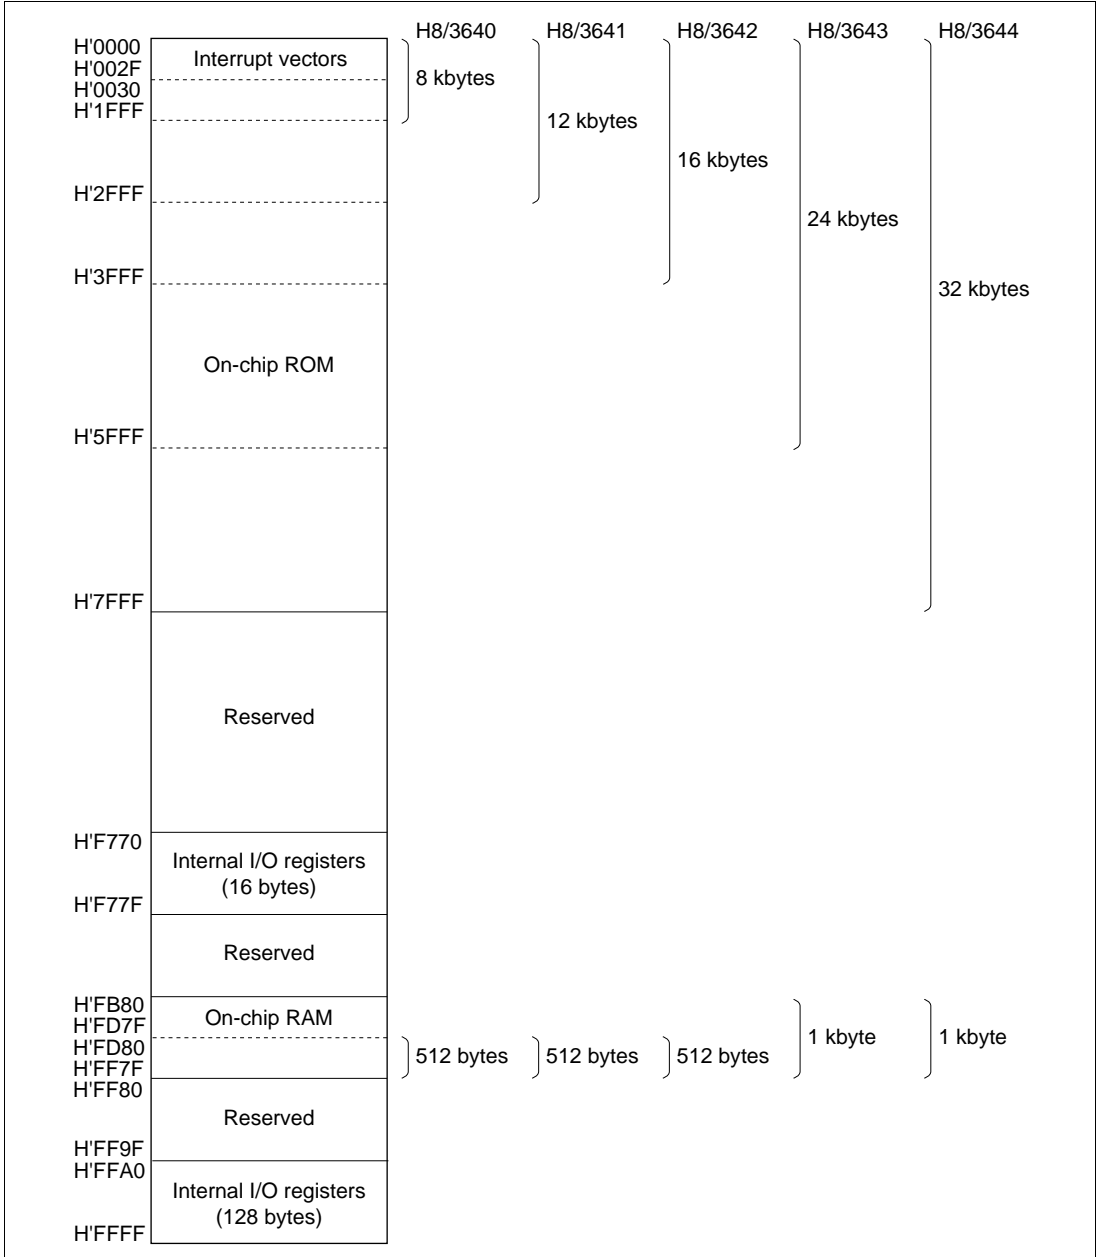 H8/3640 H8/3641 H8/3642 H8/3643 H8/3644
H'0000
Interrupt vectors
H'002F
8 kbytes
H'0030
H'1FFF
12 kbytes
16 kbytes
H'2FFF
24 kbytes
H'3FFF
32 kbytes
On-chip ROM
H'5FFF
H'7FFF
Reserved
H'F770
Internal I/O registers
(16 bytes)
H'F77F
Reserved
H'FB80
On-chip RAM
H'FD7F
1 kbyte 1 kbyte
H'FD80
512 bytes 512 bytes 512 bytes
H'FF7F
H'FF80
Reserved
H'FF9F
H'FFA0
Internal I/O registers
(128 bytes)
H'FFFF